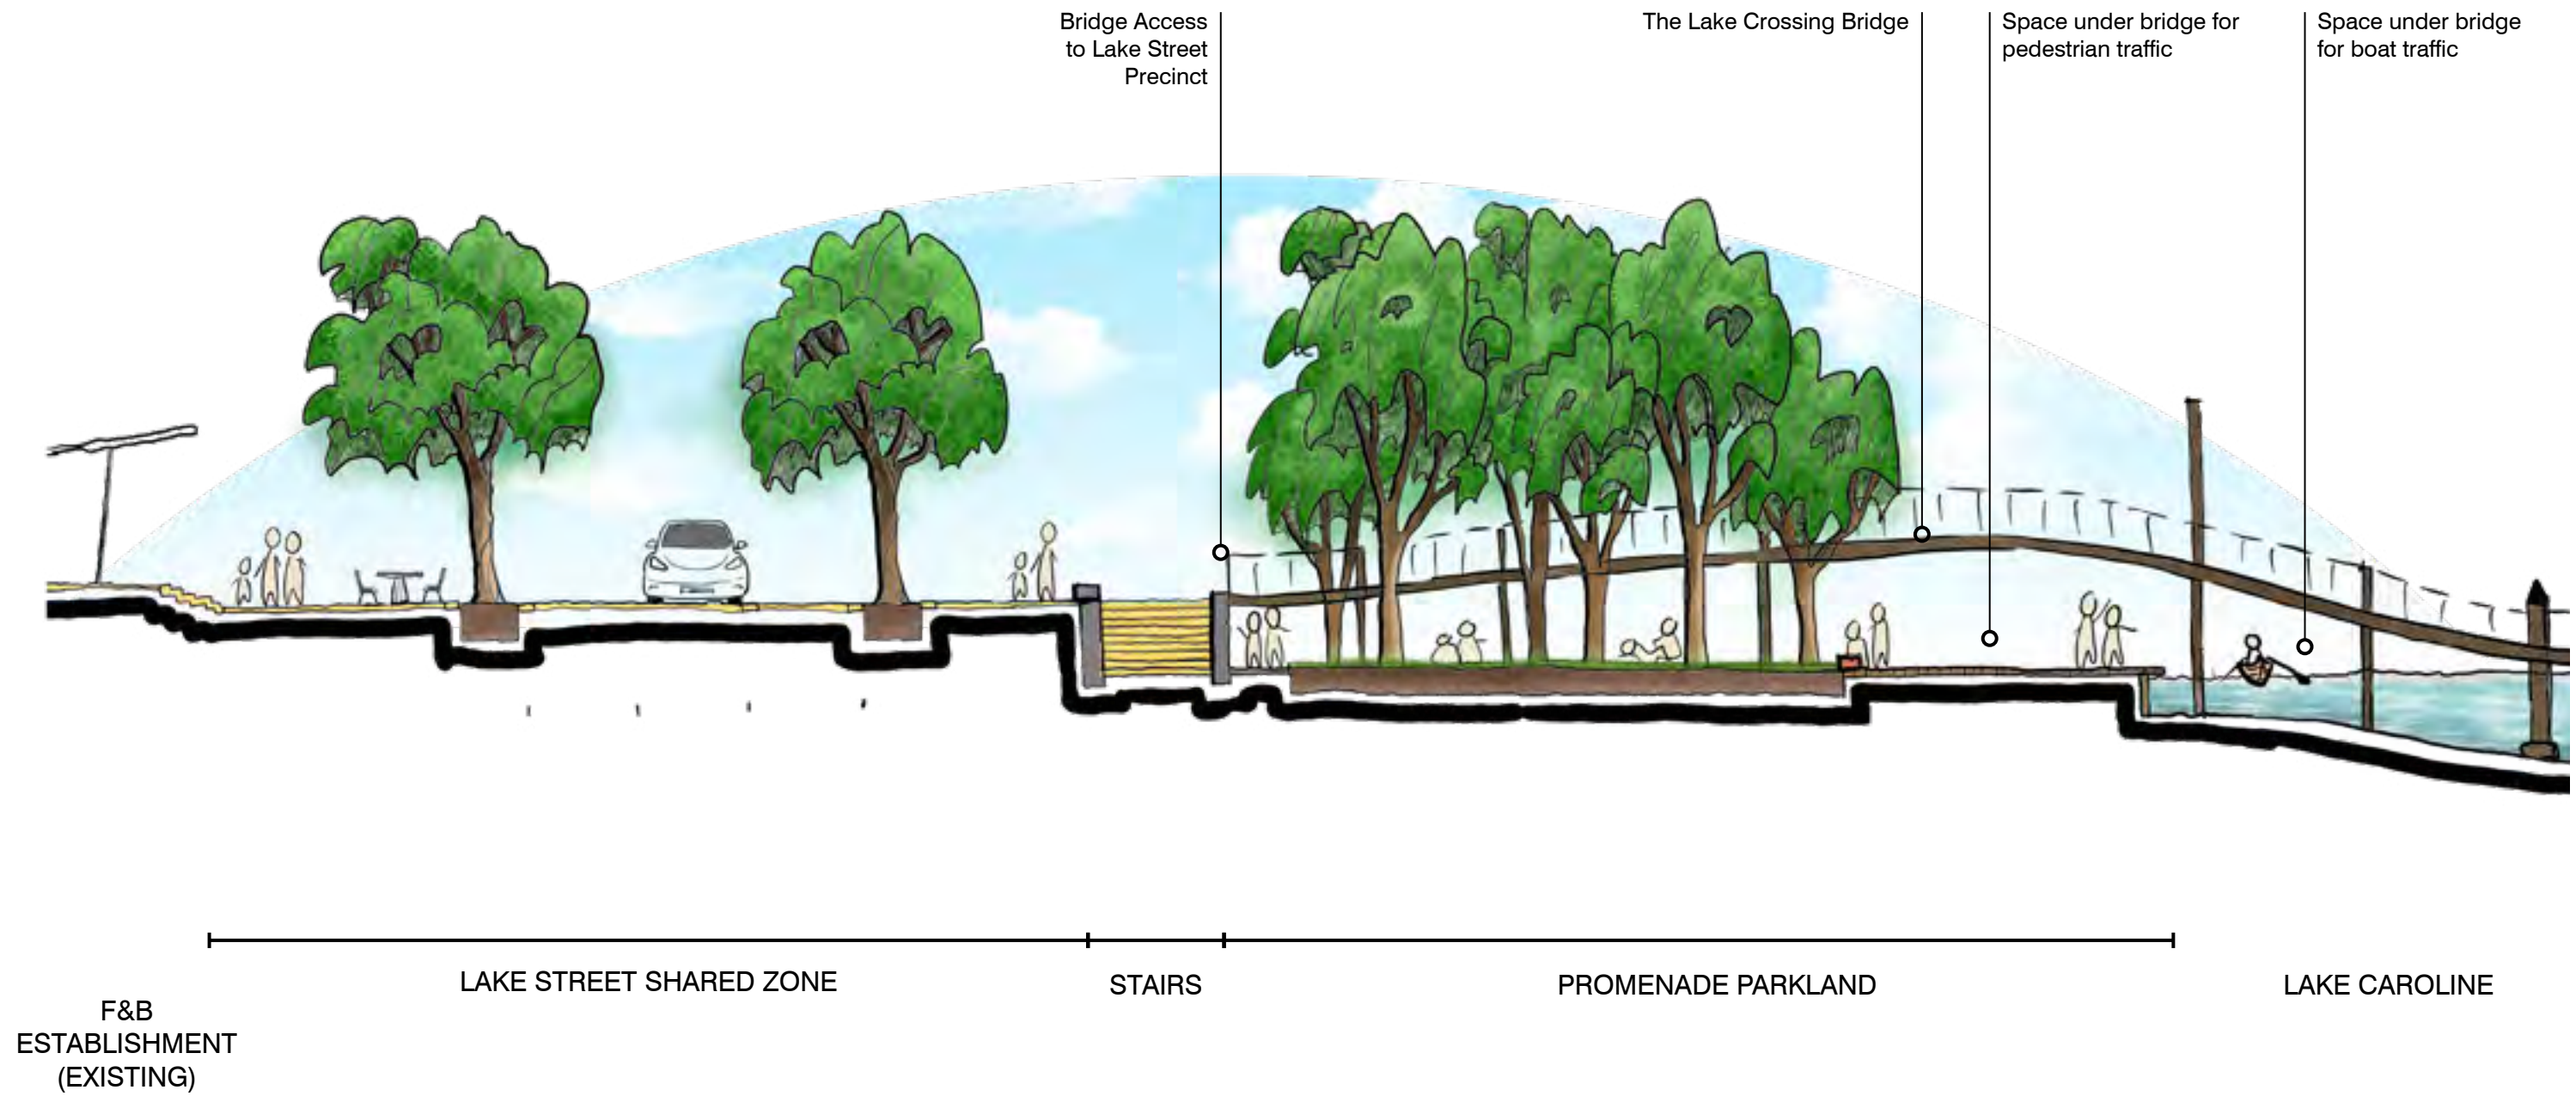 Bridge Access
to Lake Street
Precinct
The Lake Crossing Bridge
Space under bridge for
pedestrian traffic
Space under bridge
for boat traffic
LAKE STREET SHARED ZONE
STAIRS
PROMENADE PARKLAND
LAKE CAROLINE
F&B
ESTABLISHMENT
(EXISTING)